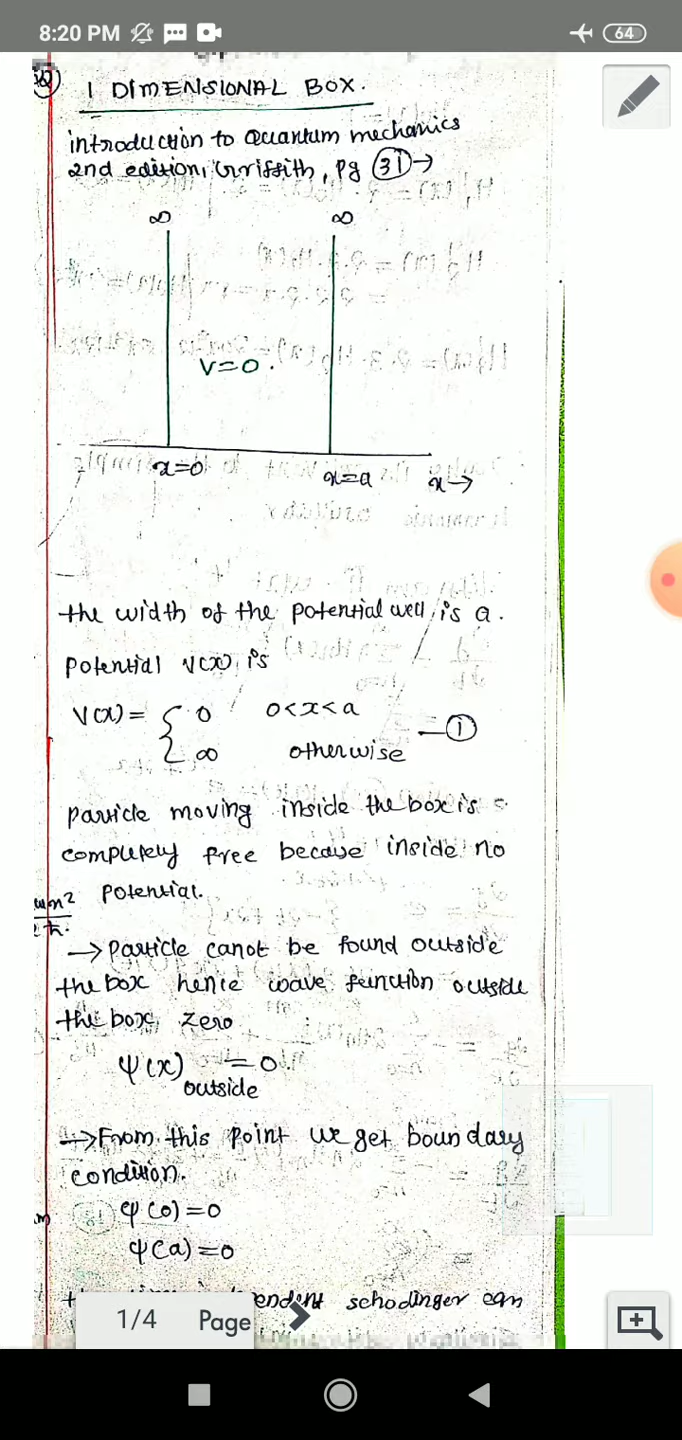 8:20 PM
64
1 DIMENSIONAL BOX.
introduction to Quantum mechanics
2nd edition, Griffith, pg 31→
∞ ∞
V=0.
x=0
x=a x→
the width of the potential well is a.
Potential V(x) is
V(x) = { 0 0<x<a
∞ otherwise —①
particle moving inside the box is
completely free because inside no
potential.
→ Particle canot be found outside
the box hence wave function outside
the box zero
Ψ(x) outside = 0
→ From this point we get boundary
condition.
Ψ(0)=0
Ψ(a)=0
schodinger eqn
1/4 Page